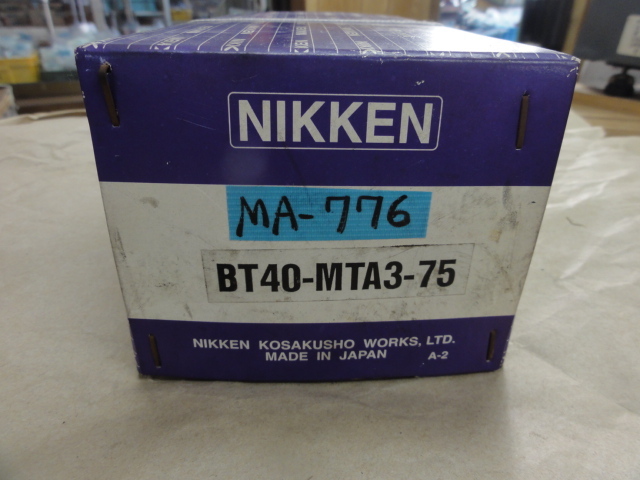 NIKKEN
MA-776
BT40-MTA3-75
NIKKEN KOSAKUSHO WORKS, LTD.
MADE IN JAPAN A-2